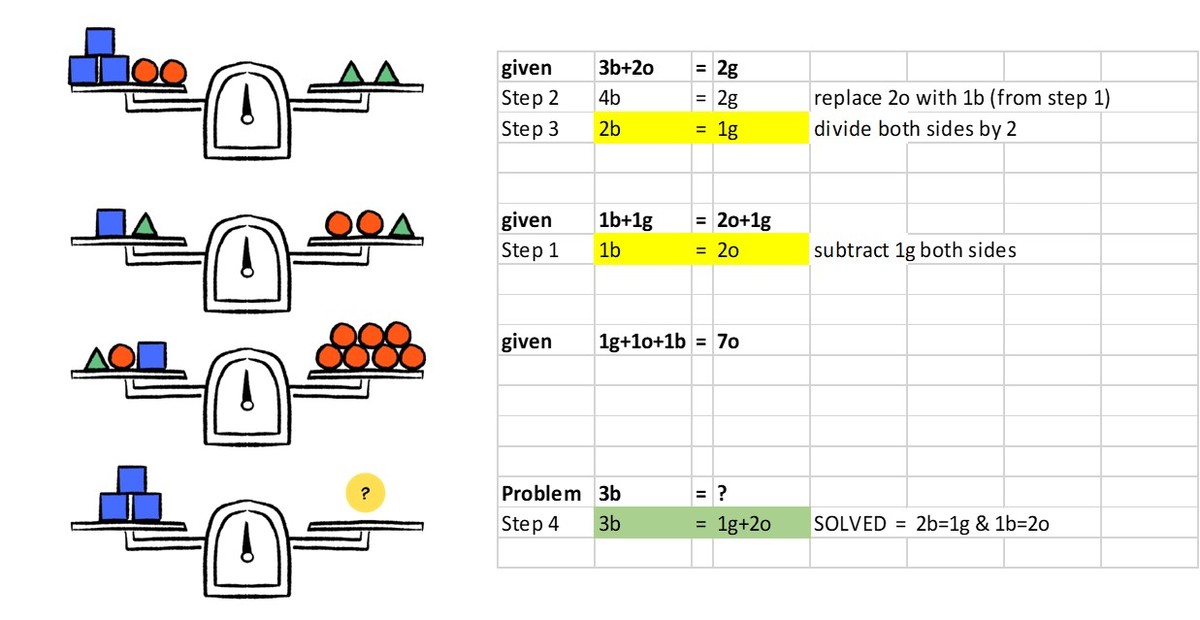 given 3b+2o = 2g
Step 2 4b = 2g replace 2o with 1b (from step 1)
Step 3 2b = 1g divide both sides by 2
given 1b+1g = 2o+1g
Step 1 1b = 2o subtract 1g both sides
given 1g+1o+1b = 7o
Problem 3b = ?
?
Step 4 3b = 1g+2o SOLVED = 2b=1g & 1b=2o